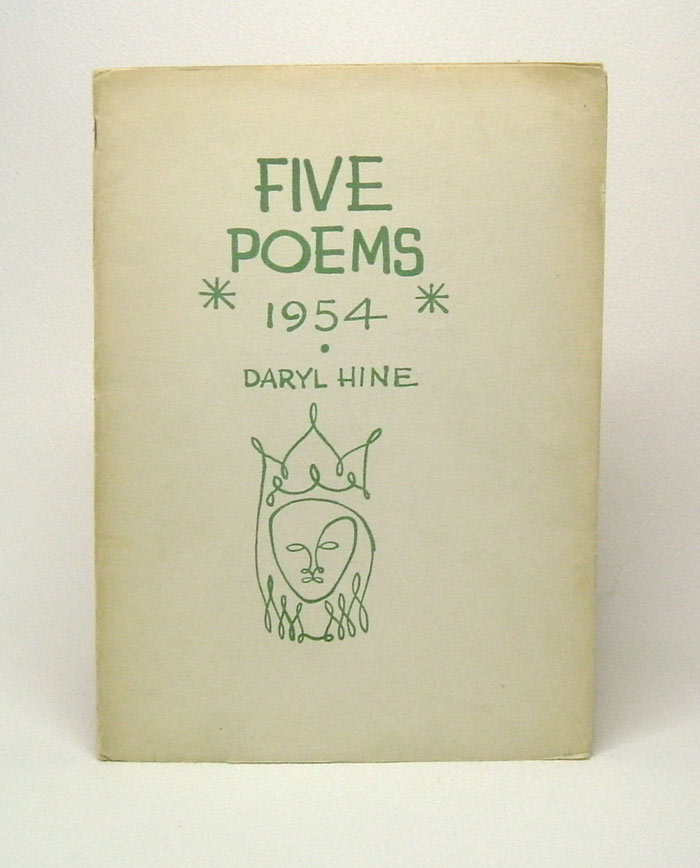 FIVE
POEMS
* 1954 *
•
DARYL HINE